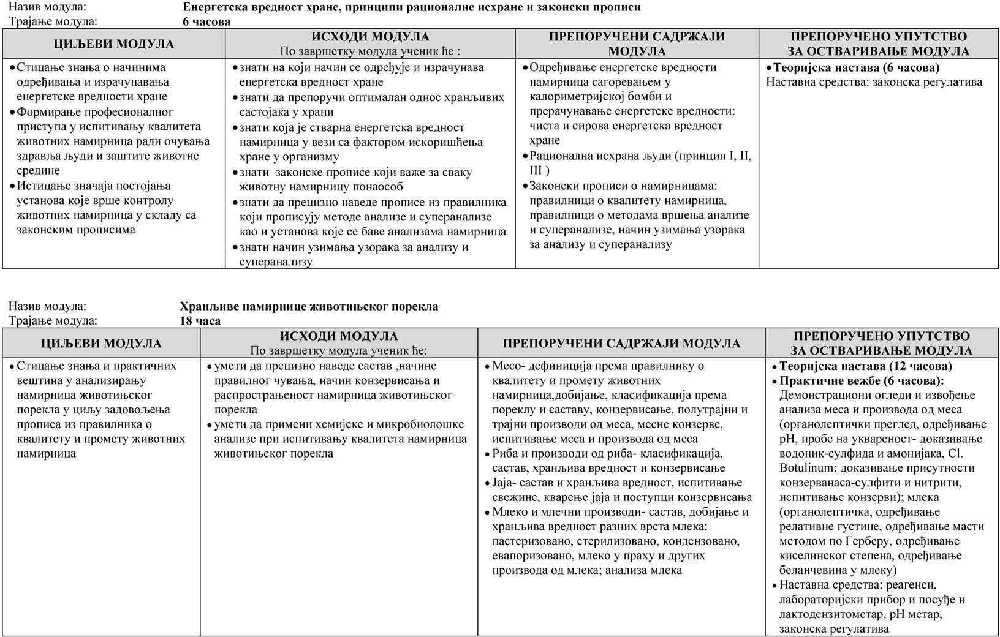 Назив модула: Енергетска вредност хране, принципи рационалне исхране и законски прописи
Трајање модула: 6 часова
ЦИЉЕВИ МОДУЛА
ИСХОДИ МОДУЛА
По завршетку модула ученик ће :
ПРЕПОРУЧЕНИ САДРЖАЈИ
МОДУЛА
ПРЕПОРУЧЕНО УПУТСТВО
ЗА ОСТВАРИВАЊЕ МОДУЛА
• Стицање знања о начинима
одређивања и израчунавања
енергетске вредности хране
• Формирање професионалног
приступа у испитивању квалитета
животних намирница ради очувања
здравља људи и заштите животне
средине
• Истицање значаја постојања
установа које врше контролу
животних намирница у складу са
законским прописима
• знати на који начин се одређује и израчунава
енергетска вредност хране
• знати да препоручи оптималан однос хранљивих
састојака у храни
• знати која је стварна енергетска вредност
намирница у вези са фактором искоришћења
хране у организму
• знати законске прописе који важе за сваку
животну намирницу понаособ
• знати да прецизно наведе прописе из правилника
који прописују методе анализе и суперанализе
као и установа које се баве анализама намирница
• знати начин узимања узорака за анализу и
суперанализу
• Одређивање енергетске вредности
намирница сагоревањем у
калориметријској бомби и
прерачунавање енергетске вредности:
чиста и сирова енергетска вредност
хране
• Рационална исхрана људи (принцип I, II,
III )
• Законски прописи о намирницама:
правилници о квалитету намирница,
правилници о методама вршења анализе
и суперанализе, начин узимања узорака
за анализу и суперанализу
• Теоријска настава (6 часова)
Наставна средства: законска регулатива
Назив модула: Хранљиве намирнице животињског порекла
Трајање модула: 18 часа
ЦИЉЕВИ МОДУЛА
ИСХОДИ МОДУЛА
По завршетку модула ученик ће:
ПРЕПОРУЧЕНИ САДРЖАЈИ МОДУЛА
ПРЕПОРУЧЕНО УПУТСТВО
ЗА ОСТВАРИВАЊЕ МОДУЛА
• Стицање знања и практичних
вештина у анализирању
намирница животињског
порекла у циљу задовољења
прописа из правилника о
квалитету и промету животних
намирница
• умети да прецизно наведе састав ,начине
правилног чувања, начин конзервисања и
распрострањеност намирница животињског
порекла
• умети да примени хемијске и микробиолошке
анализе при испитивању квалитета намирница
животињског порекла
• Месо- дефиниција према правилнику о
квалитету и промету животних
намирница,добијање, класификација према
пореклу и саставу, конзервисање, полутрајни и
трајни производи од меса, месне конзерве,
испитивање меса и производа од меса
• Риба и производи од риба- класификација,
састав, хранљива вредност и конзервисање
• Јаја- састав и хранљива вредност, испитивање
свежине, кварење јаја и поступци конзервисања
• Млеко и млечни производи- састав, добијање и
хранљива вредност разних врста млека:
пастеризовано, стерилизовано, кондензовано,
евапоризовано, млеко у праху и других
производа од млека; анализа млека
• Теоријска настава (12 часова)
• Практичне вежбе (6 часова):
Демонстрациони огледи и извођење
анализа меса и производа од меса
(органолептички преглед, одређивање
pH, пробе на уквареност- доказивање
водоник-сулфида и амонијака, Cl.
Botulinum; доказивање присутности
конзерванаса-сулфити и нитрити,
испитивање конзерви); млека
(органолептичка, одређивање
релативне густине, одређивање масти
методом по Герберу, одређивање
киселинског степена, одређивање
беланчевина у млеку)
• Наставна средства: реагенси,
лабораторијски прибор и посуђе и
лактодензитометар, pH метар,
законска регулатива